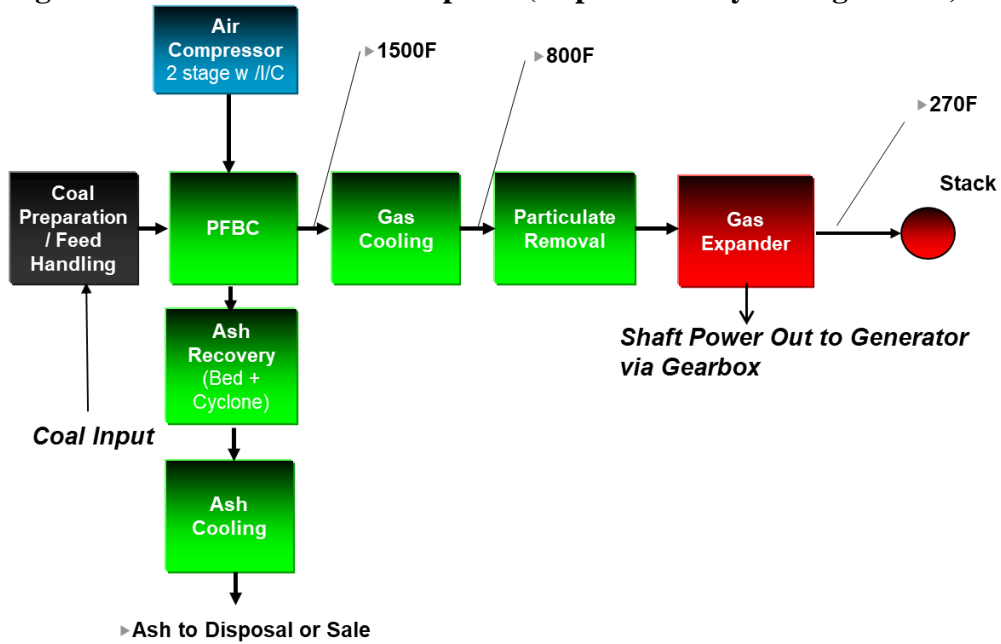 Air
Compressor
2 stage w /I/C
▶1500F
▶800F
▶270F
Stack
Coal
Preparation
/ Feed
Handling
PFBC
Gas
Cooling
Particulate
Removal
Gas
Expander
Shaft Power Out to Generator
via Gearbox
Ash
Recovery
(Bed +
Cyclone)
Coal Input
Ash
Cooling
▶Ash to Disposal or Sale